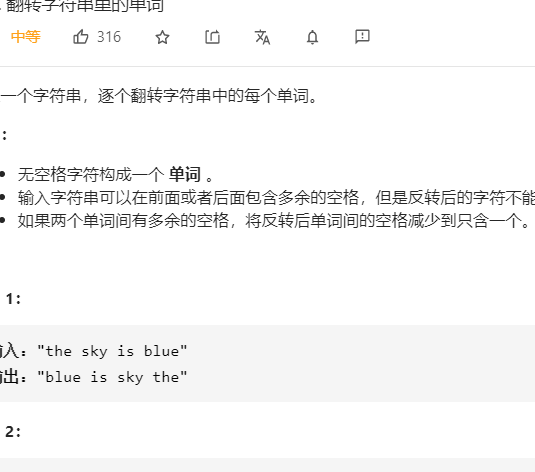 翻转字符串里的单词
中等 316
一个字符串，逐个翻转字符串中的每个单词。
：
无空格字符构成一个 单词 。
输入字符串可以在前面或者后面包含多余的空格，但是反转后的字符不能
如果两个单词间有多余的空格，将反转后单词间的空格减少到只含一个。
1：
输入："the sky is blue"
输出："blue is sky the"
2：